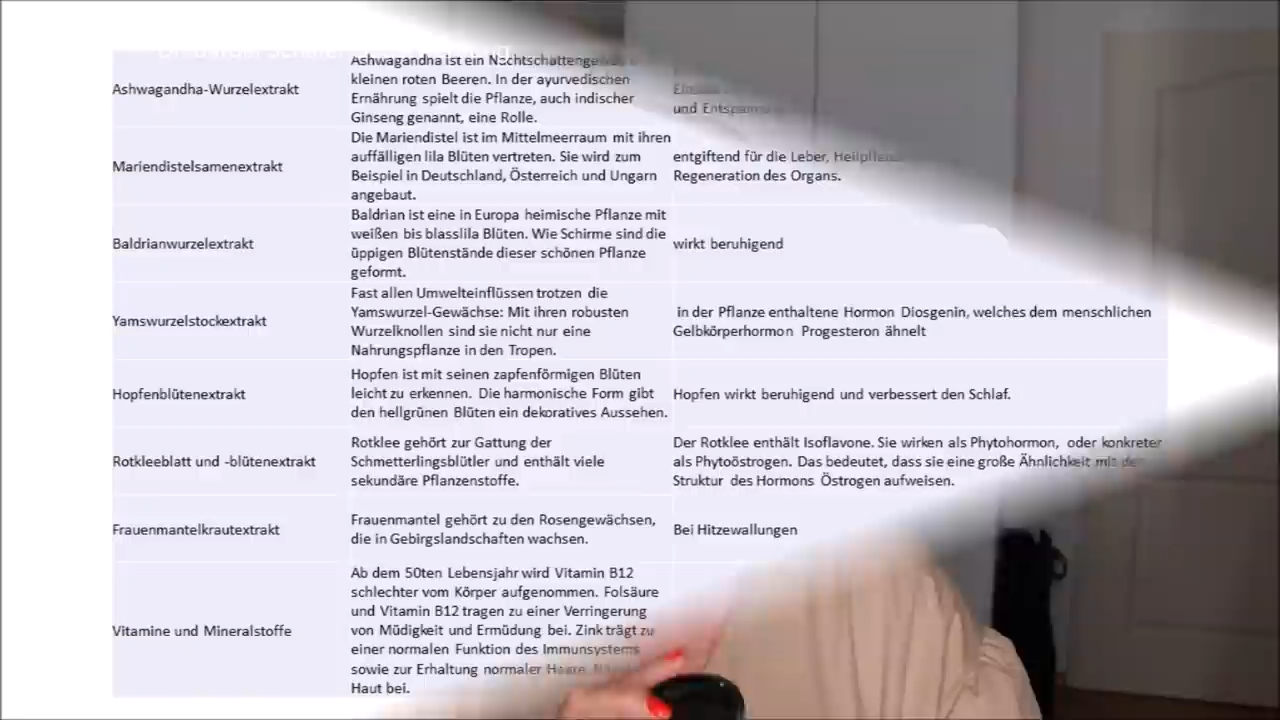 Ashwagandha ist ein
Ashwagandha-Wurzelextrakt
kleinen roten Beeren. In der ayurvedischen
Ernährung spielt die Pflanze, auch indischer
Ginseng genannt, eine Rolle.
und
Mariendistelsamenextrakt
Die Mariendistel ist im Mittelmeerraum mit ihren
auffälligen lila Blüten vertreten. Sie wird zum
Beispiel in Deutschland, Österreich und Ungarn
angebaut.
entgiftend für die Leber,
Regeneration des Organs.
Baldrianwurzelextrakt
Baldrian ist eine in Europa heimische Pflanze mit
weißen bis blasslila Blüten. Wie Schirme sind die
üppigen Blütenstände dieser schönen Pflanze
geformt.
wirkt beruhigend
Yamswurzelstockextrakt
Fast allen Umwelteinflüssen trotzen die
Yamswurzel-Gewächse: Mit ihren robusten
Wurzelknollen sind sie nicht nur eine
Nahrungspflanze in den Tropen.
in der Pflanze enthaltene Hormon Diosgenin, welches dem menschlichen
Gelbkörperhormon Progesteron ähnelt
Hopfenblütenextrakt
Hopfen ist mit seinen zapfenförmigen Blüten
leicht zu erkennen. Die harmonische Form gibt
den hellgrünen Blüten ein dekoratives Aussehen.
Hopfen wirkt beruhigend und verbessert den Schlaf.
Rotkleeblatt und -blütenextrakt
Rotklee gehört zur Gattung der
Schmetterlingsblütler und enthält viele
sekundäre Pflanzenstoffe.
Der Rotklee enthält Isoflavone. Sie wirken als Phytohormon, oder konkreter
als Phytoöstrogen. Das bedeutet, dass sie eine große Ähnlichkeit mit der
Struktur des Hormons Östrogen aufweisen.
Frauenmantelkrautextrakt
Frauenmantel gehört zu den Rosengewächsen,
die in Gebirgslandschaften wachsen.
Bei Hitzewallungen
Vitamine und Mineralstoffe
Ab dem 50ten Lebensjahr wird Vitamin B12
schlechter vom Körper aufgenommen. Folsäure
und Vitamin B12 tragen zu einer Verringerung
von Müdigkeit und Ermüdung bei. Zink trägt zu
einer normalen Funktion des Immunsystems
sowie zur Erhaltung normaler Haare,
Haut bei.